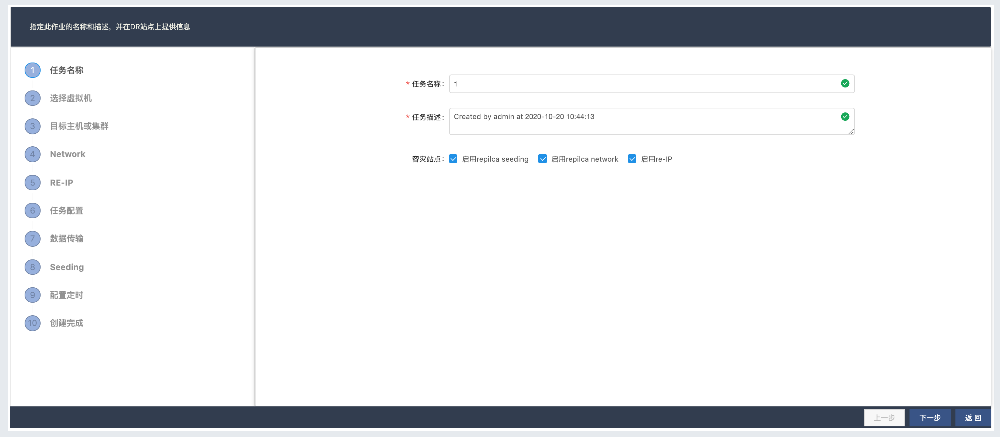 指定此作业的名称和描述，并在DR站点上提供信息
1 任务名称
2 选择虚拟机
3 目标主机或集群
4 Network
5 RE-IP
6 任务配置
7 数据传输
8 Seeding
9 配置定时
10 创建完成
* 任务名称： 1
* 任务描述： Created by admin at 2020-10-20 10:44:13
容灾站点： 启用repilca seeding 启用repilca network 启用re-IP
上一步 下一步 返 回